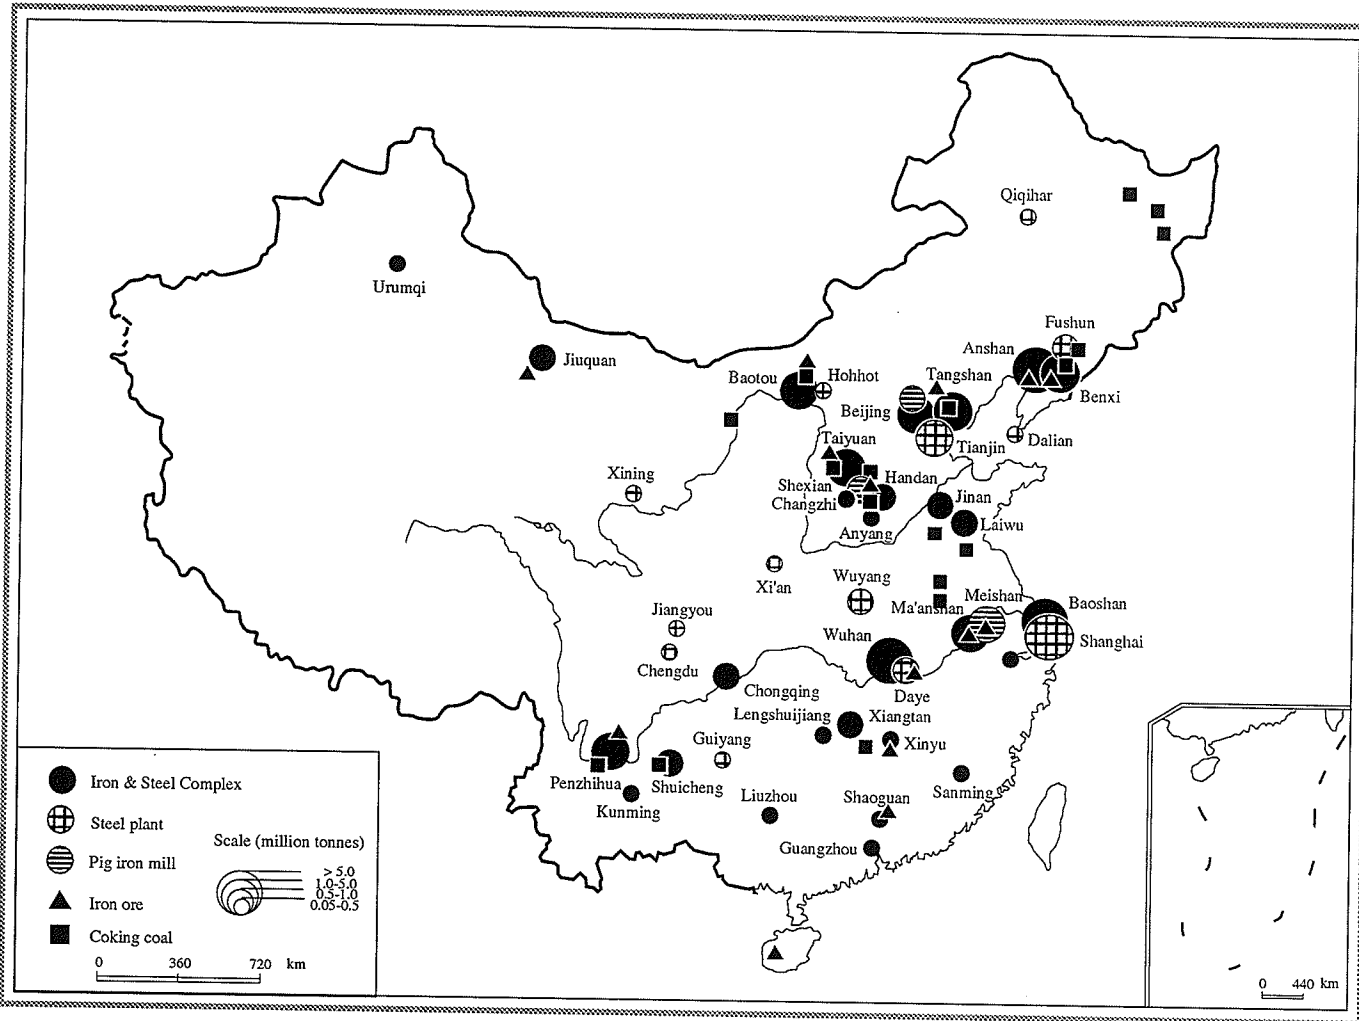 Qiqihar
Urumqi
Fushun
Anshan
Jiuquan
Baotou
Hohhot
Tangshan
Benxi
Beijing
Dalian
Taiyuan
Tianjin
Xining
Shexian
Handan
Changzhi
Jinan
Laiwu
Anyang
Xi'an
Wuyang
Meishan
Baoshan
Ma'anshan
Jiangyou
Wuhan
Shanghai
Chengdu
Chongqing
Daye
Lengshuijiang
Xiangtan
Guiyang
Xinyu
Penzhihua
Shuicheng
Sanming
Kunming
Liuzhou
Shaoguan
Guangzhou
Iron & Steel Complex
Steel plant
Pig iron mill
Iron ore
Coking coal
Scale (million tonnes)
> 5.0
1.0-5.0
0.5-1.0
0.05-0.5
0 360 720 km
0 440 km